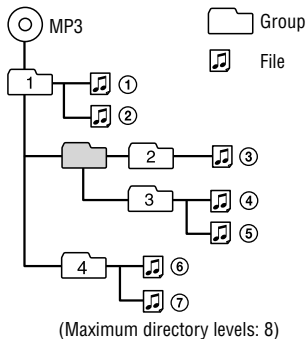 MP3
Group
File
1
①
②
2
③
3
④
⑤
4
⑥
⑦
(Maximum directory levels: 8)